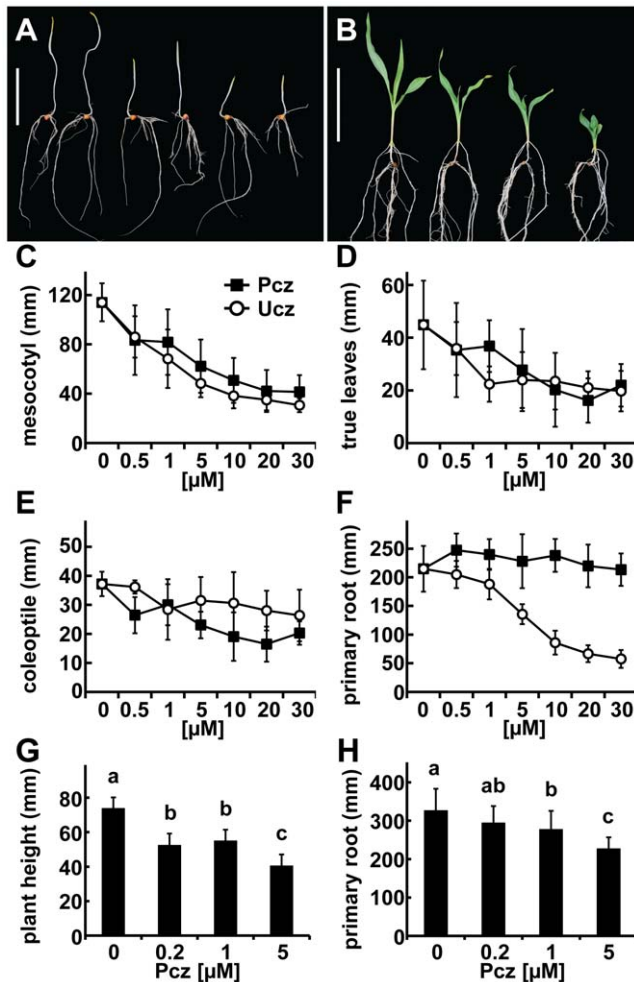 A
B
C
120
80
40
0
mesocotyl (mm)
Pcz
Ucz
0 0.5 1 5 10 20 30
[µM]
D
60
40
20
0
true leaves (mm)
0 0.5 1 5 10 20 30
[µM]
E
50
40
30
20
10
0
coleoptile (mm)
0 0.5 1 5 10 20 30
[µM]
F
250
200
150
100
50
0
primary root (mm)
0 0.5 1 5 10 20 30
[µM]
G
80
60
40
20
0
plant height (mm)
a b b c
0 0.2 1 5
Pcz [µM]
H
400
300
200
100
0
primary root (mm)
a ab b c
0 0.2 1 5
Pcz [µM]